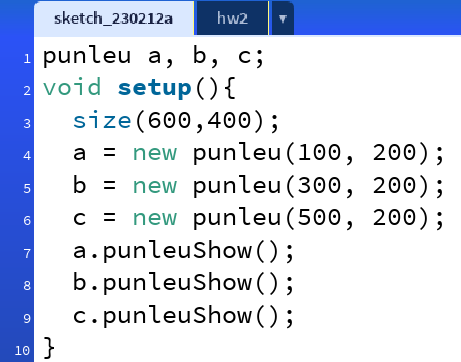 sketch_230212a hw2 ▼
1 punleu a, b, c;
2 void setup(){
3   size(600,400);
4   a = new punleu(100, 200);
5   b = new punleu(300, 200);
6   c = new punleu(500, 200);
7   a.punleuShow();
8   b.punleuShow();
9   c.punleuShow();
10 }